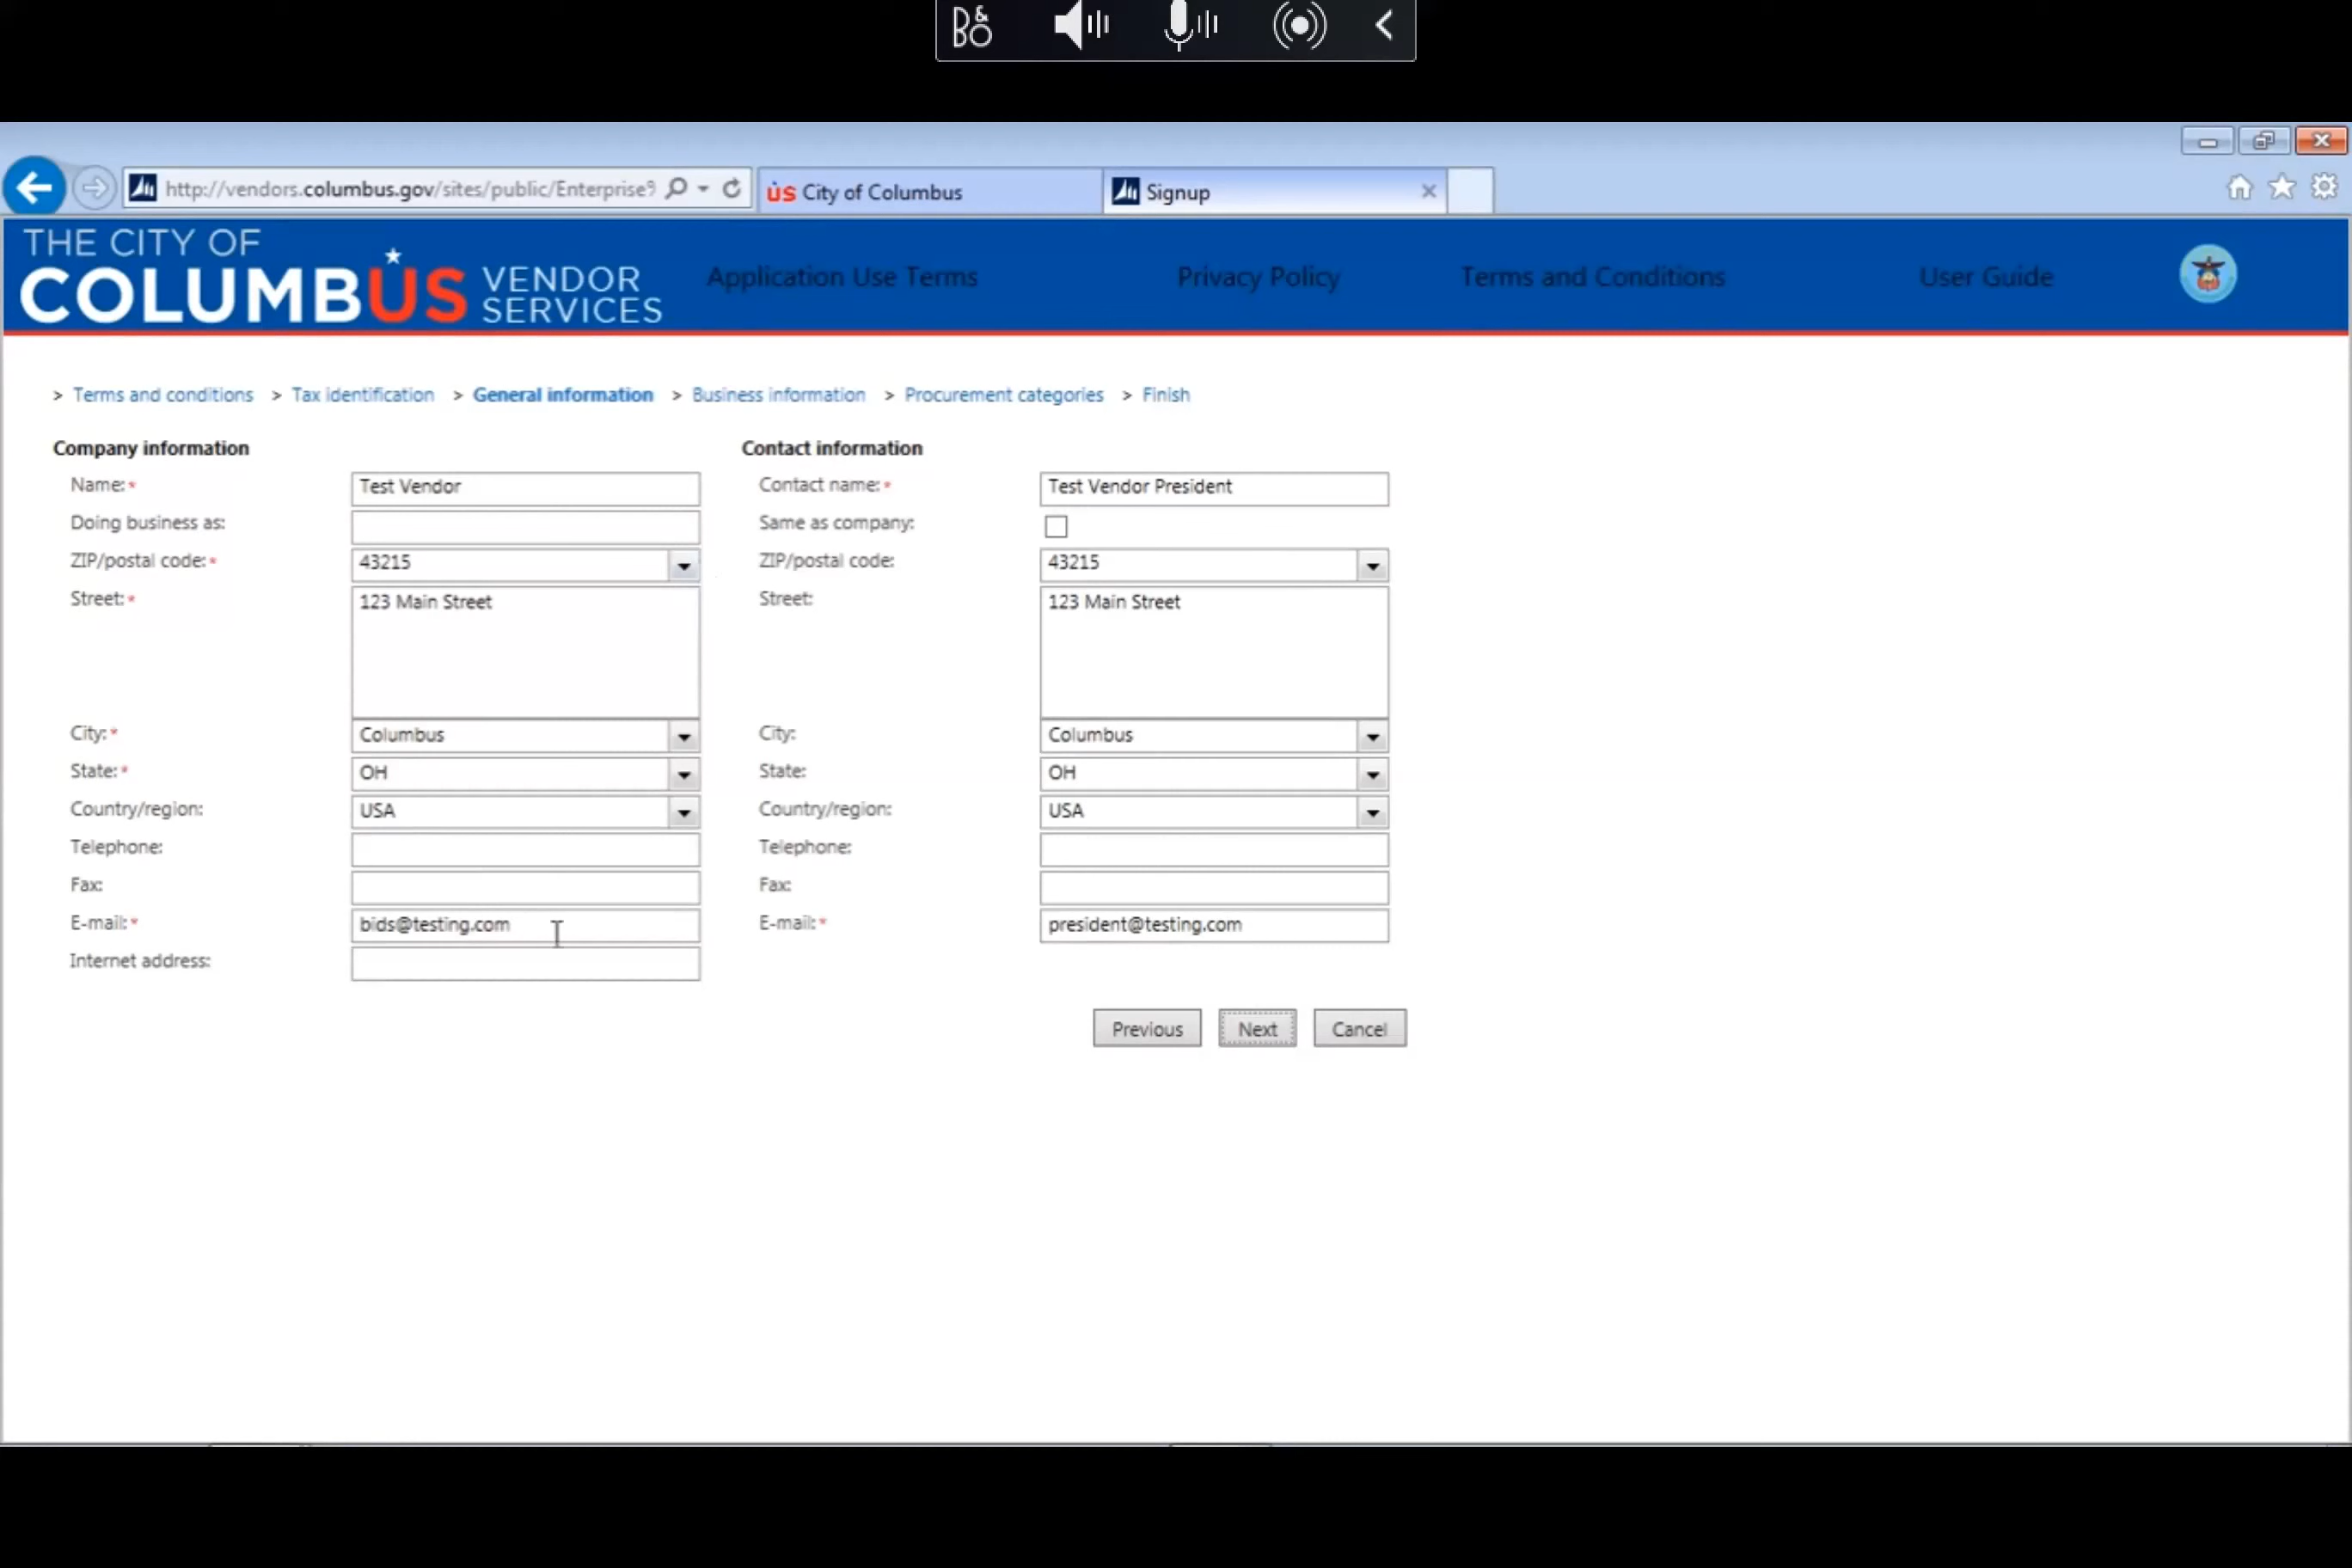 B&O
http://vendors.columbus.gov/sites/public/Enterprise
ùs City of Columbus
Signup
THE CITY OF
COLUMBUS
VENDOR
SERVICES
Application Use Terms
Privacy Policy
Terms and Conditions
User Guide
> Terms and conditions > Tax identification > General information > Business information > Procurement categories > Finish
Company information
Name:*
Test Vendor
Doing business as:
ZIP/postal code:*
43215
Street:*
123 Main Street
City:*
Columbus
State:*
OH
Country/region:
USA
Telephone:
Fax:
E-mail:*
bids@testing.com
Internet address:
Contact information
Contact name:*
Test Vendor President
Same as company:
ZIP/postal code:
43215
Street:
123 Main Street
City:
Columbus
State:
OH
Country/region:
USA
Telephone:
Fax:
E-mail:*
president@testing.com
Previous
Next
Cancel